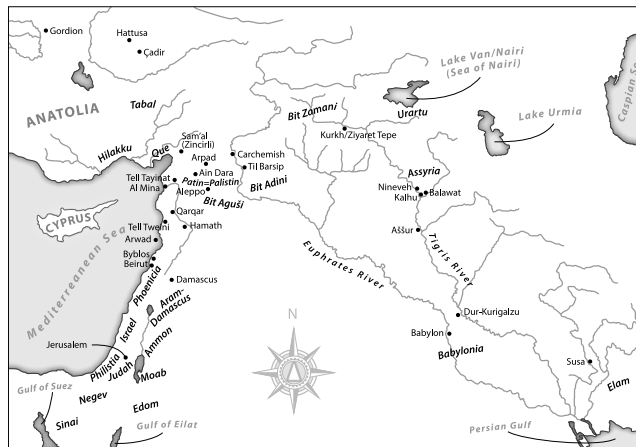 Gordion
Hattusa
Çadir
Lake Van/Nairi
(Sea of Nairi)
Caspian Se
ANATOLIA
Tabal
Bit Zamani
Urartu
Lake Urmia
Kurkh/Ziyaret Tepe
Hilakku
Que
Sam'al
(Zincirli)
Arpad
Carchemish
Ain Dara
Til Barsip
Tell Tayinat
Patin=Palistin
Al Mina
Aleppo
Bit Adini
Bit Aguši
Assyria
Nineveh
Balawat
Kalhu
CYPRUS
Qarqar
Tell Tweini
Hamath
Arwad
Aššur
Mediterranean Sea
Byblos
Beirut
Phoenicia
Euphrates River
Tigris River
Damascus
Aram-
Damascus
Dur-Kurigalzu
Israel
Ammon
N
Jerusalem
Babylon
Babylonia
Philistia
Judah
Moab
Susa
Elam
Gulf of Suez
Negev
Edom
Sinai
Gulf of Eilat
Persian Gulf